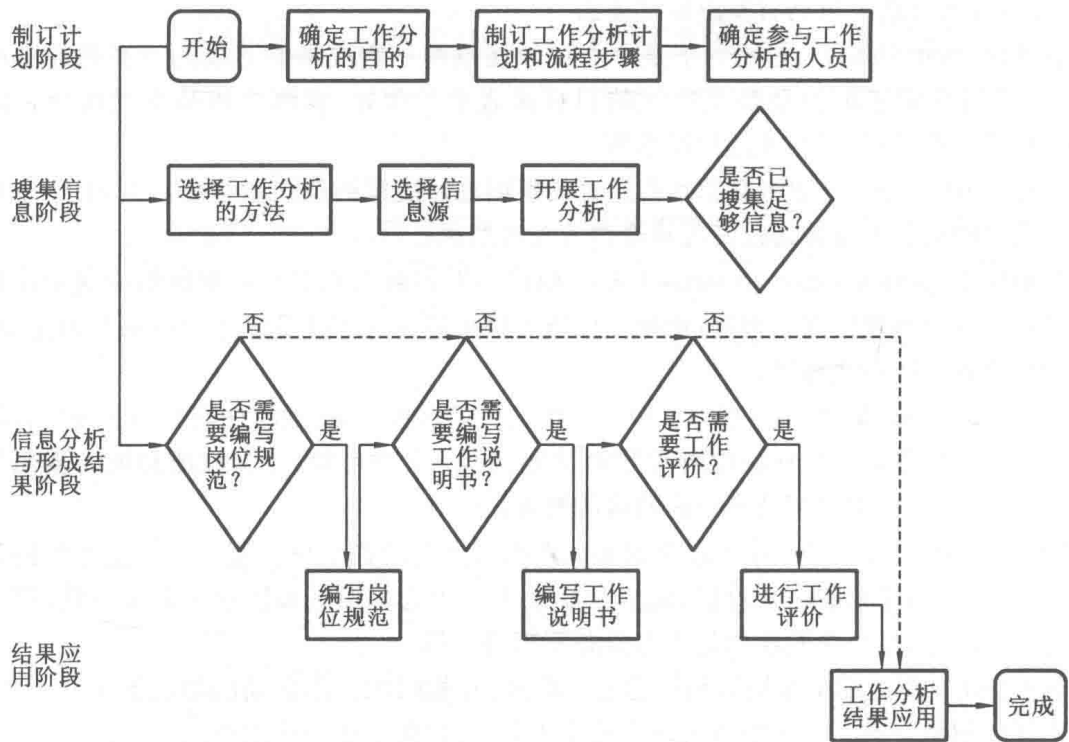 制订计
划阶段
开始
确定工作分
析的目的
制订工作分析计
划和流程步骤
确定参与工作
分析的人员
搜集信
息阶段
选择工作分析
的方法
选择信
息源
开展工作
分析
是否已
搜集足
够信息？
否
否
否
信息分析
与形成结
果阶段
是否需
要编写
岗位规
范？
是
是否需
要编写
工作说
明书？
是
是否需
要工作
评价？
是
编写岗
位规范
编写工作
说明书
进行工作
评价
结果应
用阶段
工作分析
结果应用
完成